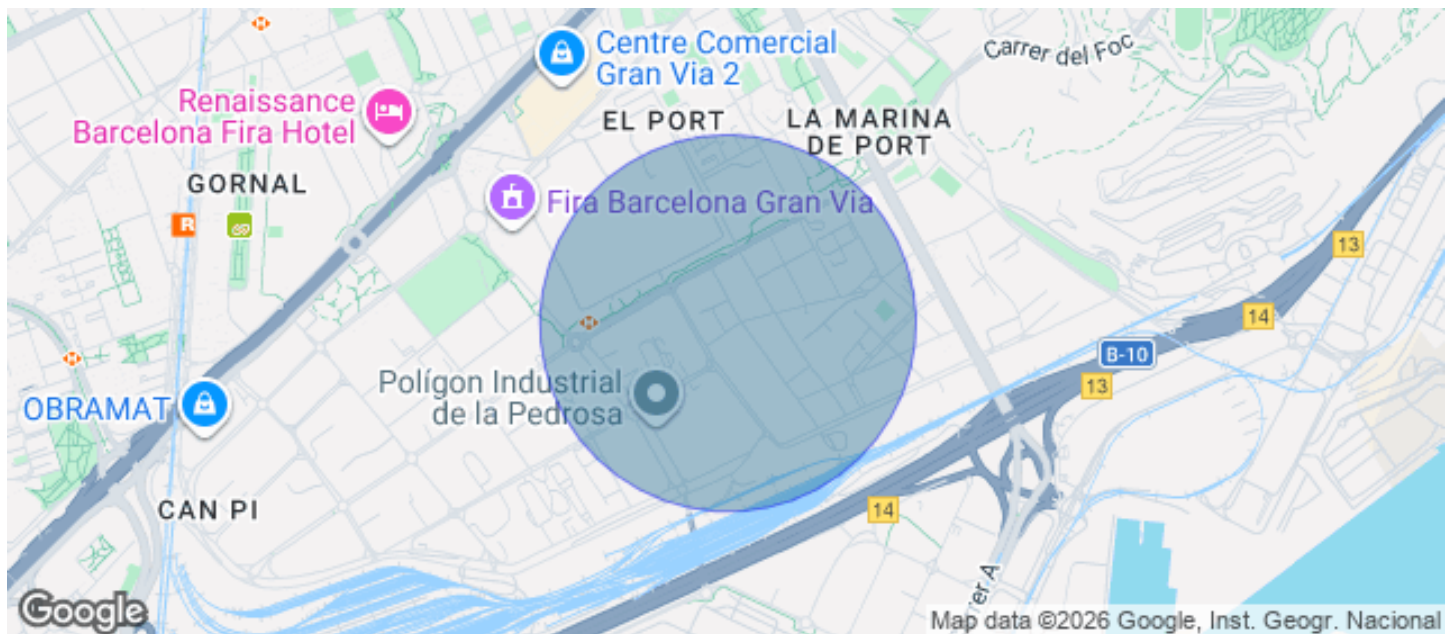 Centre Comercial
Gran Via 2
Carrer del Foc
Renaissance
Barcelona Fira Hotel
EL PORT
LA MARINA
DE PORT
GORNAL
R
Fira Barcelona Gran Via
13
14
B-10
13
Polígon Industrial
de la Pedrosa
OBRAMAT
CAN PI
14
er A
Google
Map data ©2026 Google, Inst. Geogr. Nacional